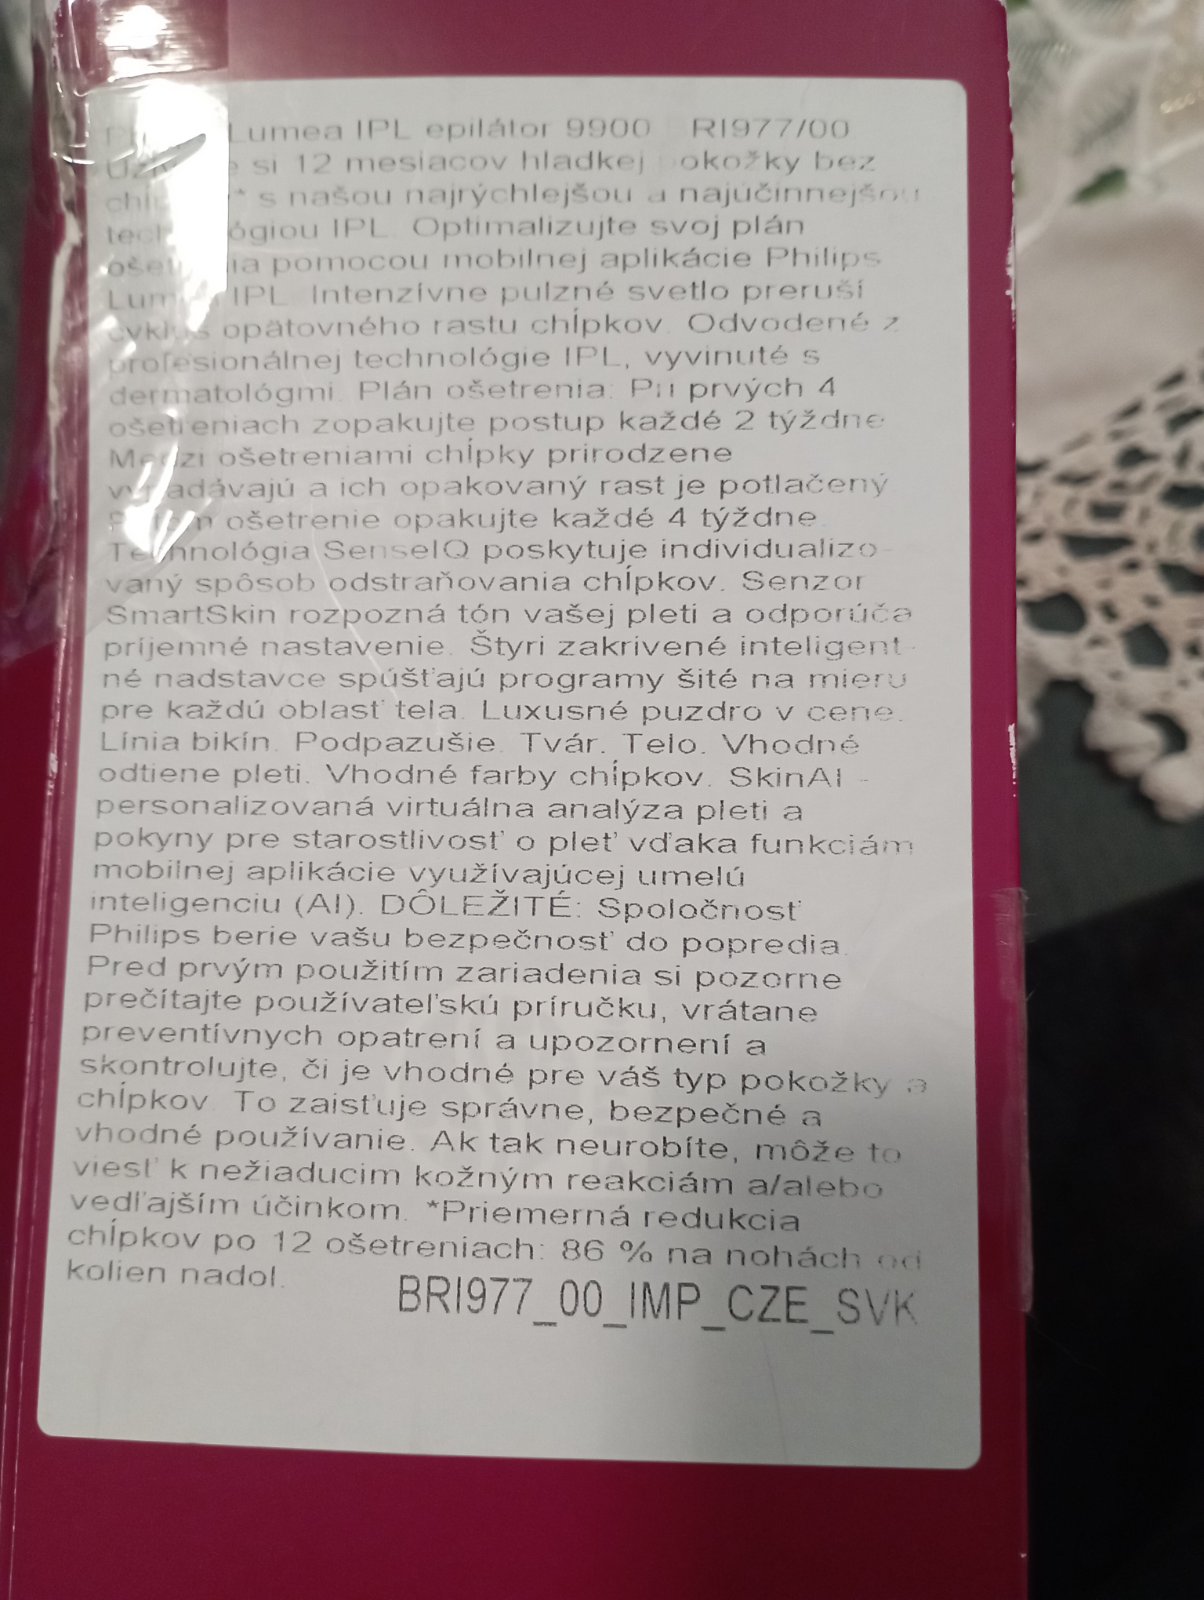 Lumea IPL epilátor 9900 RI977/00
si 12 mesiacov hladkej pokožky bez
s našou najrýchlejšou a najúčinnejšou
technológiou IPL. Optimalizujte svoj plán
ošetrenia pomocou mobilnej aplikácie Philips
Lumea IPL. Intenzívne pulzné svetlo preruší
cyklus opätovného rastu chĺpkov. Odvodené z
profesionálnej technológie IPL, vyvinuté s
dermatológmi. Plán ošetrenia: Pri prvých 4
ošetreniach zopakujte postup každé 2 týždne.
Medzi ošetreniami chĺpky prirodzene
vypadávajú a ich opakovaný rast je potlačený.
Potom ošetrenie opakujte každé 4 týždne.
Technológia SenseIQ poskytuje individualizo-
vaný spôsob odstraňovania chĺpkov. Senzor
SmartSkin rozpozná tón vašej pleti a odporúča
príjemné nastavenie. Štyri zakrivené inteligent-
né nadstavce spúšťajú programy šité na mieru
pre každú oblasť tela. Luxusné puzdro v cene.
Línia bikín. Podpazušie. Tvár. Telo. Vhodné
odtiene pleti. Vhodné farby chĺpkov. SkinAI -
personalizovaná virtuálna analýza pleti a
pokyny pre starostlivosť o pleť vďaka funkciám
mobilnej aplikácie využívajúcej umelú
inteligenciu (AI). DÔLEŽITÉ: Spoločnosť
Philips berie vašu bezpečnosť do popredia.
Pred prvým použitím zariadenia si pozorne
prečítajte používateľskú príručku, vrátane
preventívnych opatrení a upozornení a
skontrolujte, či je vhodné pre váš typ pokožky a
chĺpkov. To zaisťuje správne, bezpečné a
vhodné používanie. Ak tak neurobíte, môže to
viesť k nežiaducim kožným reakciám a/alebo
vedľajším účinkom. *Priemerná redukcia
chĺpkov po 12 ošetreniach: 86 % na nohách od
kolien nadol.
BRI977_00_IMP_CZE_SVK